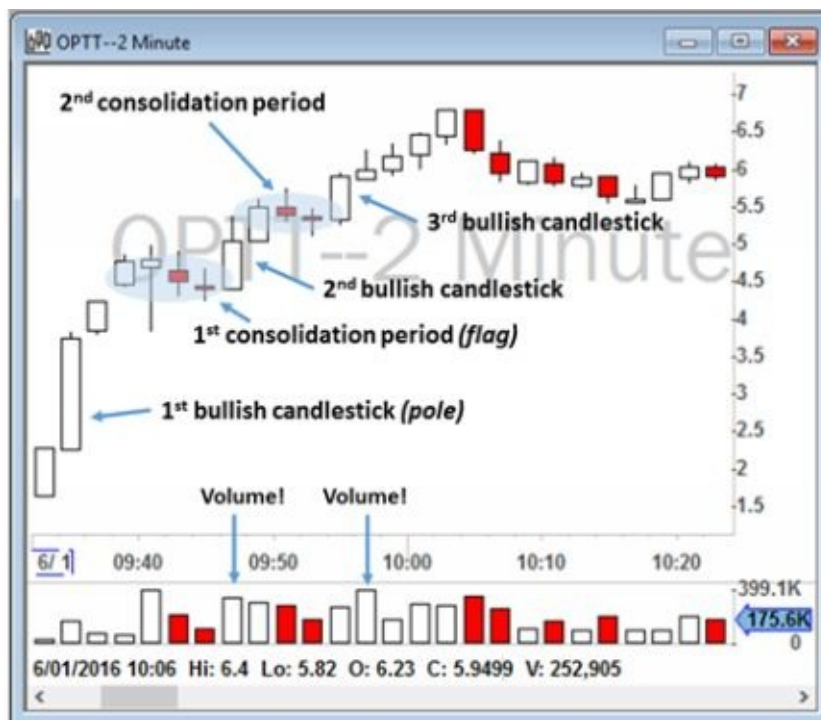 OPTT--2 Minute
2nd consolidation period
7
6.5
6
5.5
5
4.5
4
3.5
3
2.5
2
1.5
OPTT--2 Minute
3rd bullish candlestick
2nd bullish candlestick
1st consolidation period (flag)
1st bullish candlestick (pole)
Volume! Volume!
6/ 1 09:40 09:50 10:00 10:10 10:20
399.1K
175.6K
0
6/01/2016 10:06 Hi: 6.4 Lo: 5.82 O: 6.23 C: 5.9499 V: 252,905